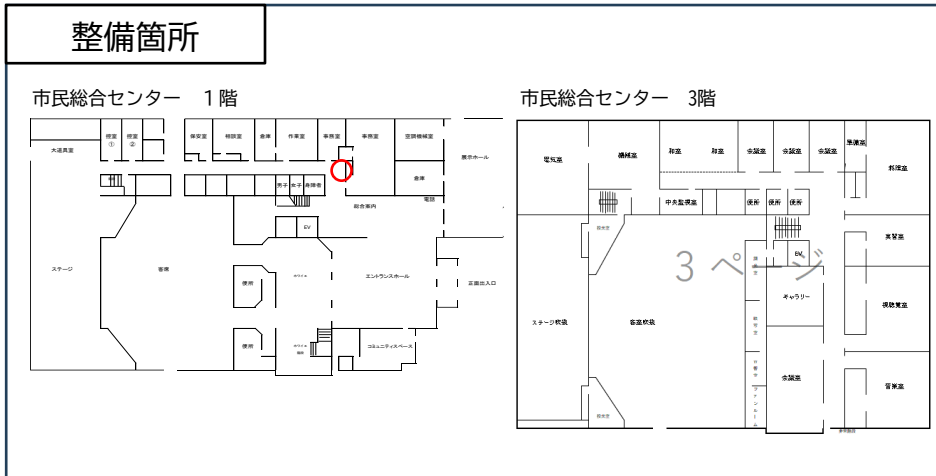 整備箇所
市民総合センター 1階
市民総合センター 3階
大道具室
控室①
控室②
保安室
相談室
倉庫
作業室
事務室
事務室
空調機械室
展示ホール
倉庫
電話
男子
女子
身障者
総合案内
EV
ステージ
客席
便所
エントランスホール
正面出入口
便所
コミュニティスペース
電気室
機械室
和室
和室
会議室
会議室
会議室
準備室
料理室
中央監視室
便所
便所
便所
実習室
EV
3 ページ
ギャラリー
視聴覚室
ステージ吹抜
客室吹抜
会議室
音楽室